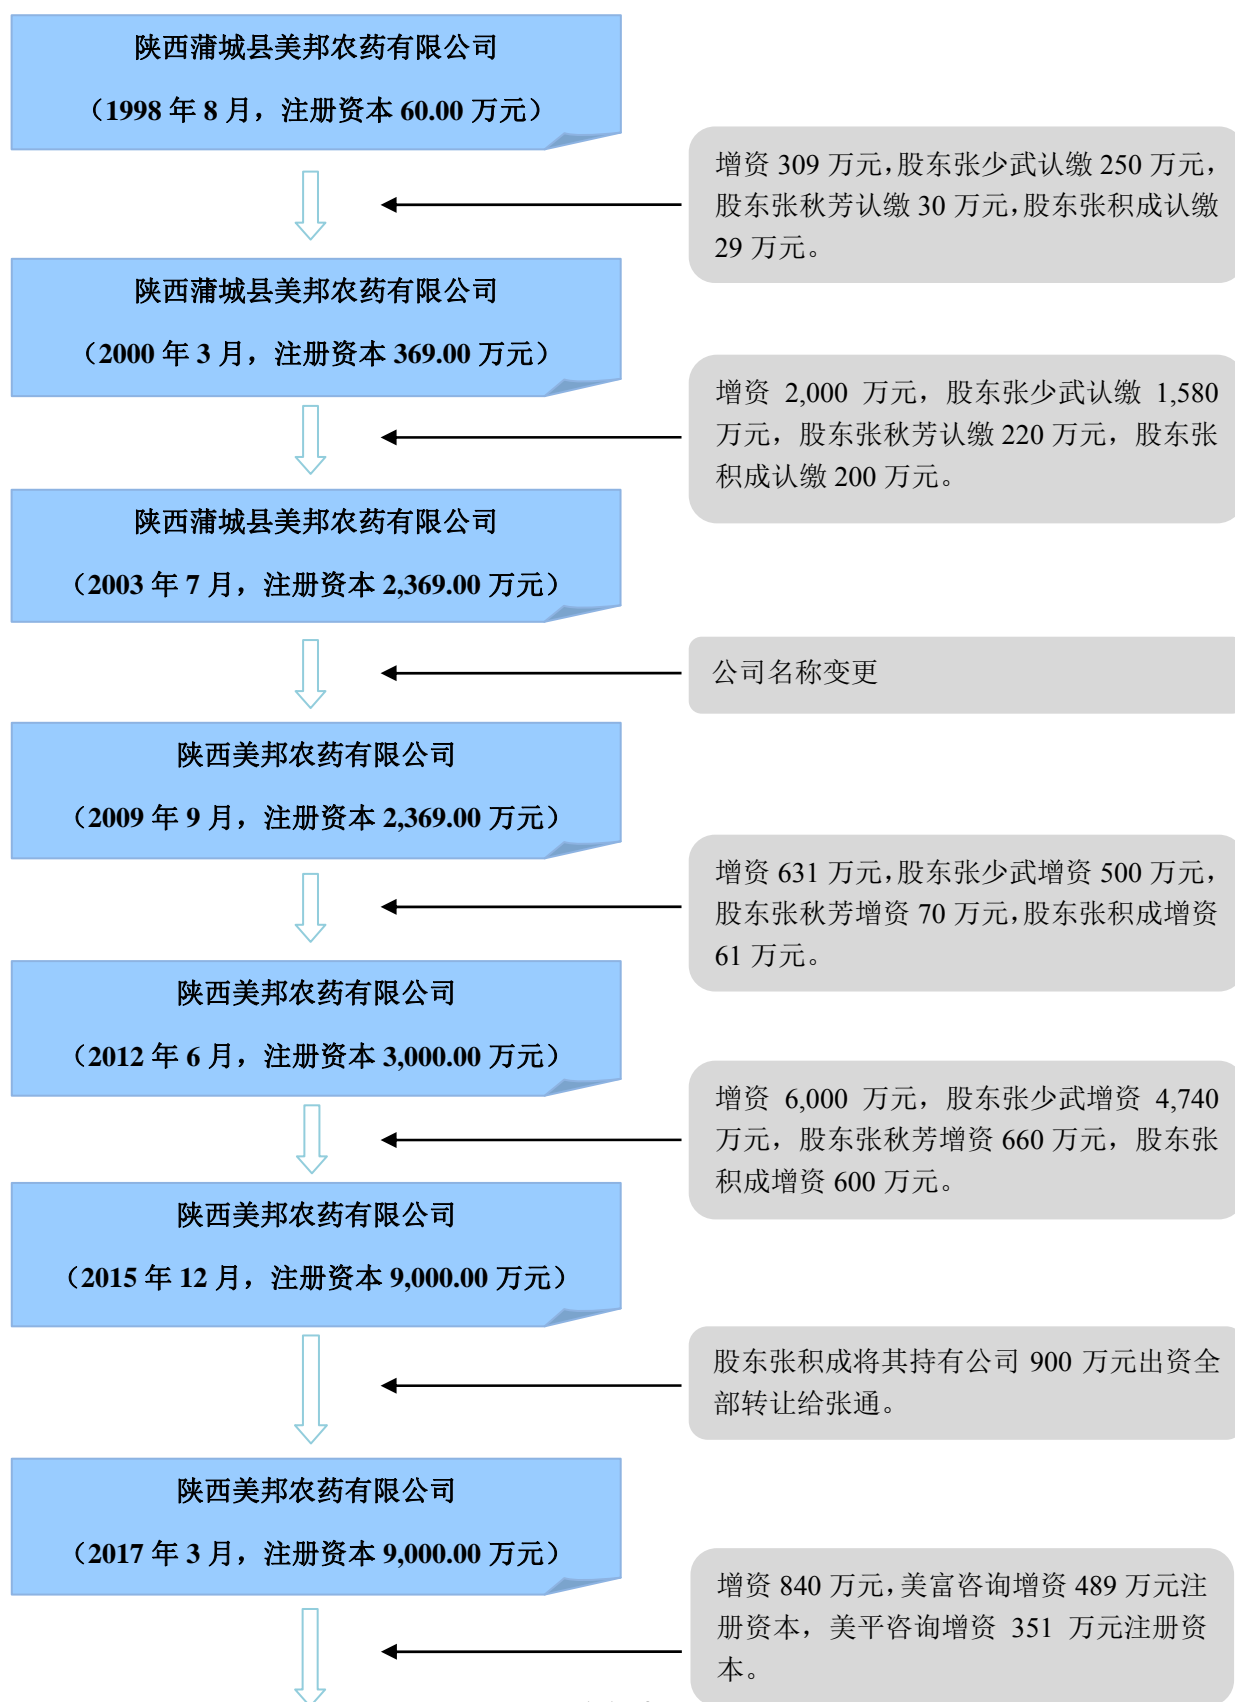 陕西蒲城县美邦农药有限公司
（1998 年 8 月，注册资本 60.00 万元）
增资 309 万元，股东张少武认缴 250 万元，
股东张秋芳认缴 30 万元，股东张积成认缴
29 万元。
陕西蒲城县美邦农药有限公司
（2000 年 3 月，注册资本 369.00 万元）
增资 2,000 万元，股东张少武认缴 1,580
万元，股东张秋芳认缴 220 万元，股东张
积成认缴 200 万元。
陕西蒲城县美邦农药有限公司
（2003 年 7 月，注册资本 2,369.00 万元）
公司名称变更
陕西美邦农药有限公司
（2009 年 9 月，注册资本 2,369.00 万元）
增资 631 万元，股东张少武增资 500 万元，
股东张秋芳增资 70 万元，股东张积成增资
61 万元。
陕西美邦农药有限公司
（2012 年 6 月，注册资本 3,000.00 万元）
增资 6,000 万元，股东张少武增资 4,740
万元，股东张秋芳增资 660 万元，股东张
积成增资 600 万元。
陕西美邦农药有限公司
（2015 年 12 月，注册资本 9,000.00 万元）
股东张积成将其持有公司 900 万元出资全
部转让给张通。
陕西美邦农药有限公司
（2017 年 3 月，注册资本 9,000.00 万元）
增资 840 万元，美富咨询增资 489 万元注
册资本，美平咨询增资 351 万元注册资
本。